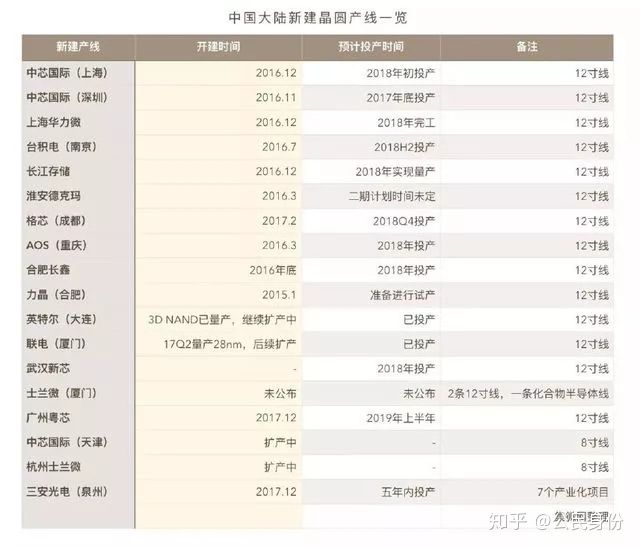 中国大陆新建晶圆产线一览
新建产线 开建时间 预计投产时间 备注
中芯国际（上海） 2016.12 2018年初投产 12寸线
中芯国际（深圳） 2016.11 2017年底投产 12寸线
上海华力微 2016.12 2018年完工 12寸线
台积电（南京） 2016.7 2018H2投产 12寸线
长江存储 2016.12 2018年实现量产 12寸线
淮安德克玛 2016.3 二期计划时间未定 12寸线
格芯（成都） 2017.2 2018Q4投产 12寸线
AOS（重庆） 2016.3 2018年投产 12寸线
合肥长鑫 2016年底 2018年投产 12寸线
力晶（合肥） 2015.1 准备进行试产 12寸线
英特尔（大连） 3D NAND已量产，继续扩产中 已投产 12寸线
联电（厦门） 17Q2量产28nm，后续扩产 已投产 12寸线
武汉新芯 - 2018年投产 12寸线
士兰微（厦门） 未公布 未公布 2条12寸线，一条化合物半导体线
广州粤芯 2017.12 2019年上半年 12寸线
中芯国际（天津） 扩产中 - 8寸线
杭州士兰微 扩产中 - 8寸线
三安光电（泉州） 2017.12 五年内投产 7个产业化项目
知乎 @公民身份